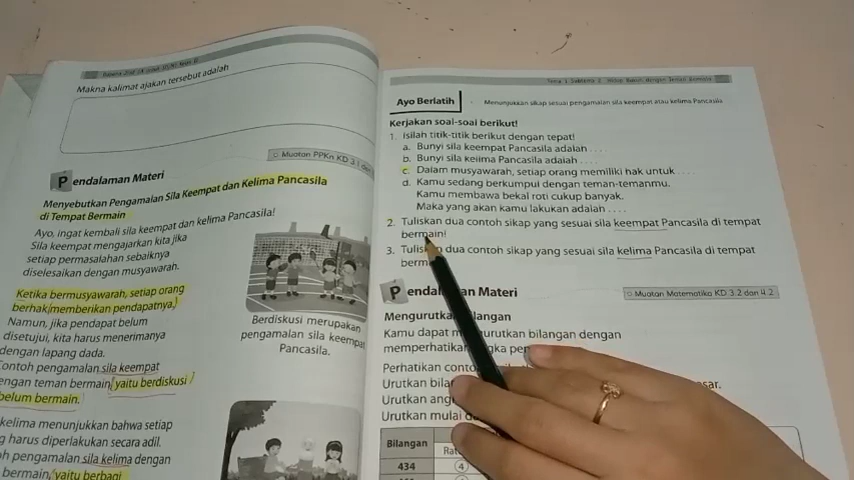 Makna kalimat ajakan tersebut adalah
Muatan PPKn KD 3.1 dan
Pendalaman Materi
Menyebutkan Pengamalan Sila Keempat dan Kelima Pancasila
di Tempat Bermain
Ayo, ingat kembali sila keempat dan kelima Pancasila!
Sila keempat mengajarkan kita jika
setiap permasalahan sebaiknya
diselesaikan dengan musyawarah.
Ketika bermusyawarah, setiap orang
berhak memberikan pendapatnya.
Namun, jika pendapat belum
disetujui, kita harus menerimanya
dengan lapang dada.
Contoh pengamalan sila keempat
dengan teman bermain yaitu berdiskusi
belum bermain.
kelima menunjukkan bahwa setiap
g harus diperlakukan secara adil.
h pengamalan sila kelima dengan
bermain, yaitu berbagi
Berdiskusi merupakan
pengamalan sila keempat
Pancasila.
Tema 1 Subtema 2
Ayo Berlatih
Menunjukkan sikap sesuai pengamalan sila keempat atau kelima Pancasila
Kerjakan soal-soal berikut!
1. Isilah titik-titik berikut dengan tepat!
a. Bunyi sila keempat Pancasila adalah . . . .
b. Bunyi sila kelima Pancasila adalah . . . .
c. Dalam musyawarah, setiap orang memiliki hak untuk . . . .
d. Kamu sedang berkumpul dengan teman-temanmu.
Kamu membawa bekal roti cukup banyak.
Maka yang akan kamu lakukan adalah . . . .
2. Tuliskan dua contoh sikap yang sesuai sila keempat Pancasila di tempat
bermain!
3. Tuliskan dua contoh sikap yang sesuai sila kelima Pancasila di tempat
berm
Pendalaman Materi
Muatan Matematika KD 3.2 dan 4.2
Mengurutkan Bilangan
Kamu dapat mengurutkan bilangan dengan
memperhatikan angka pen
Perhatikan conto
Urutkan bila sar.
Urutkan ang
Urutkan mulai d
Bilangan
Rat
434
4